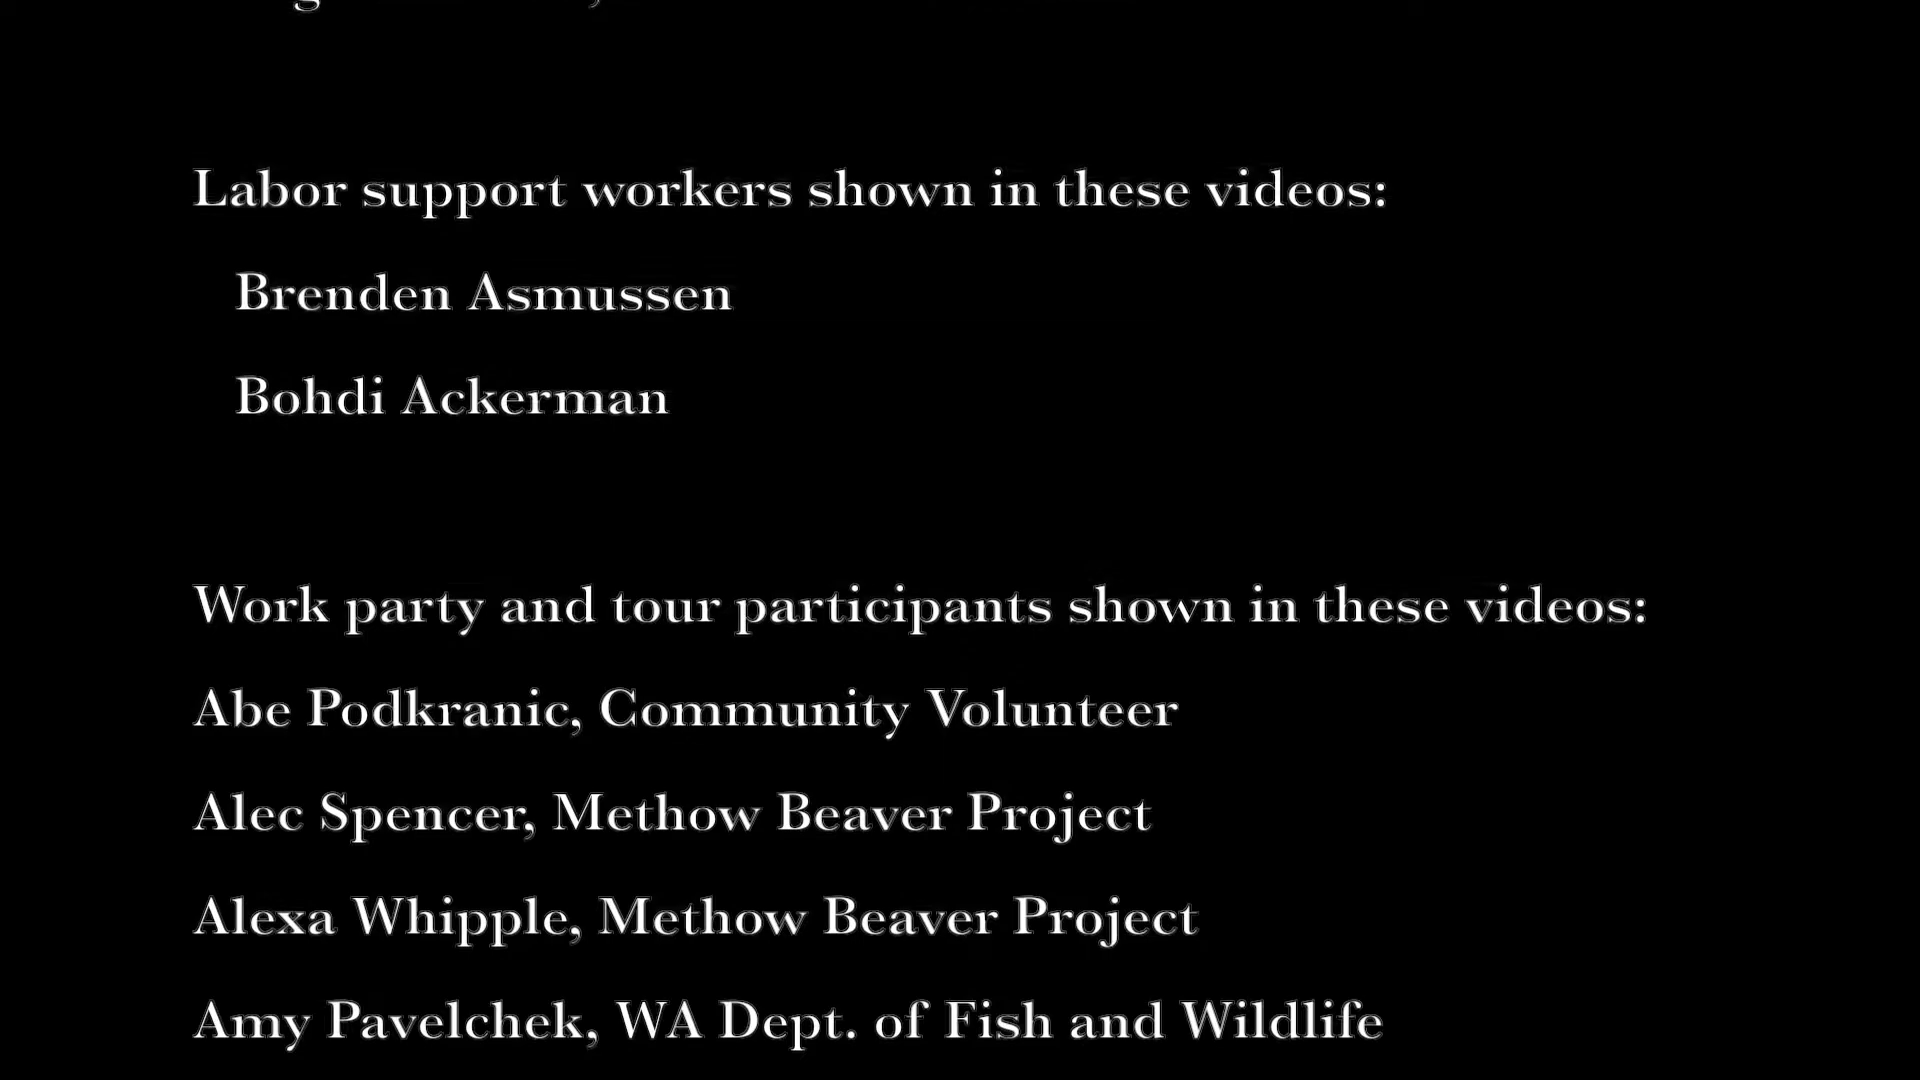 Labor support workers shown in these videos:
Brenden Asmussen
Bohdi Ackerman
Work party and tour participants shown in these videos:
Abe Podkranic, Community Volunteer
Alec Spencer, Methow Beaver Project
Alexa Whipple, Methow Beaver Project
Amy Pavelchek, WA Dept. of Fish and Wildlife